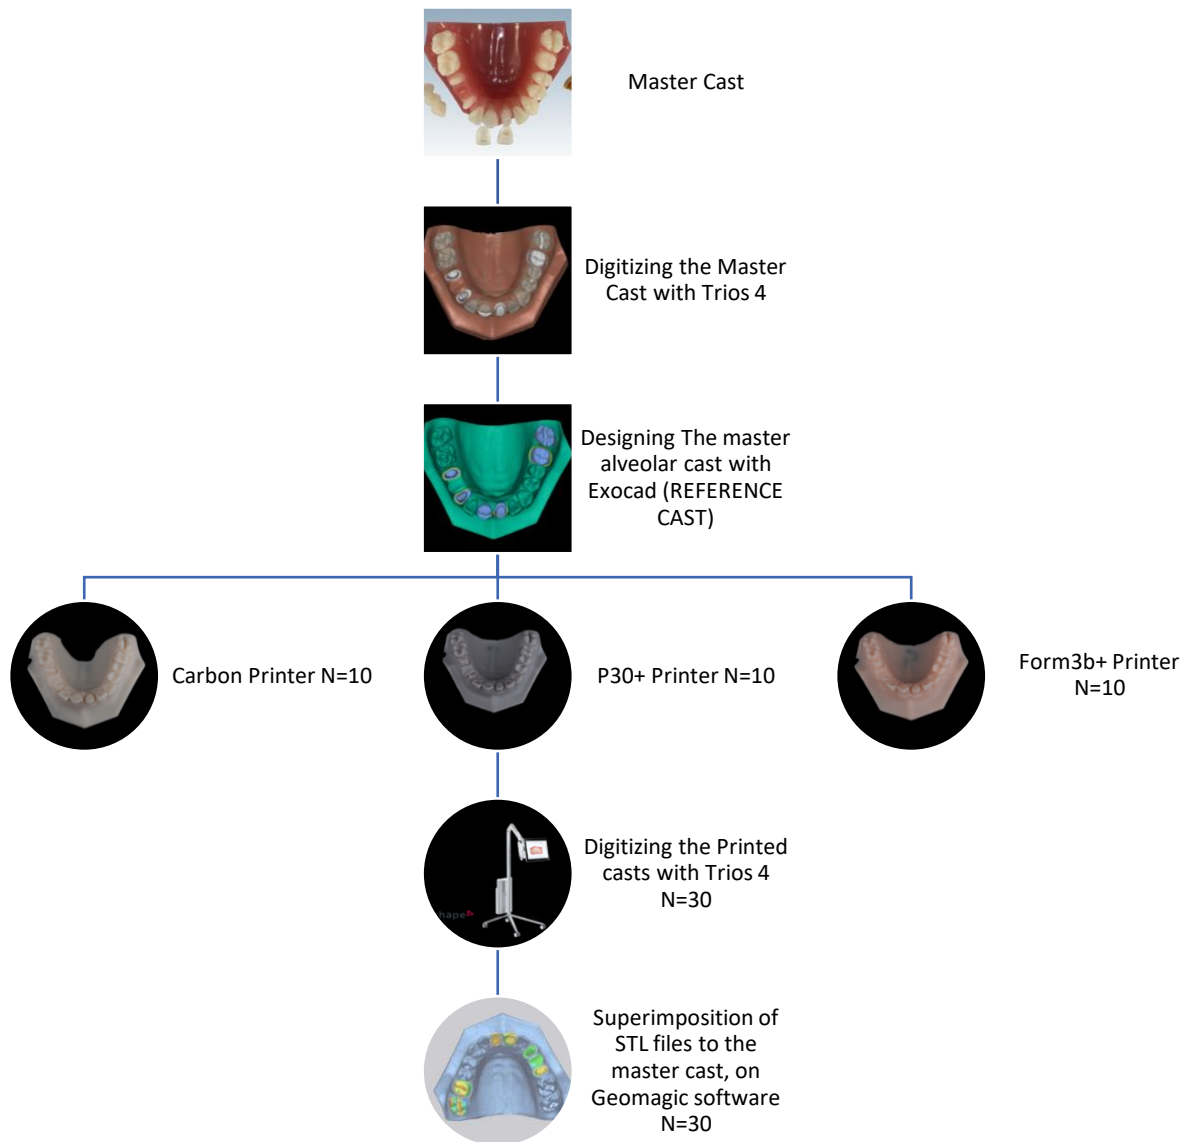 Master Cast
Digitizing the Master
Cast with Trios 4
Designing The master
alveolar cast with
Exocad (REFERENCE
CAST)
Carbon Printer N=10
P30+ Printer N=10
Form3b+ Printer
N=10
Digitizing the Printed
casts with Trios 4
N=30
hape
Superimposition of
STL files to the
master cast, on
Geomagic software
N=30